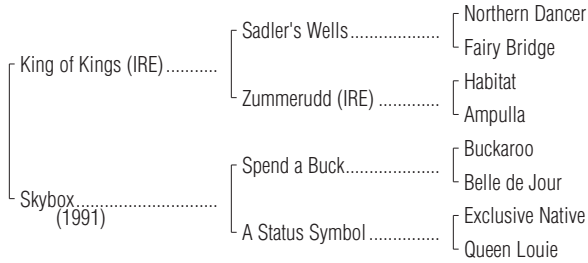 Northern Dancer
Sadler's Wells....................
Fairy Bridge
King of Kings (IRE)...........
Habitat
Zummerudd (IRE) .............
Ampulla
Buckaroo
Spend a Buck.....................
Belle de Jour
Skybox...............................
(1991)
Exclusive Native
A Status Symbol ...............
Queen Louie